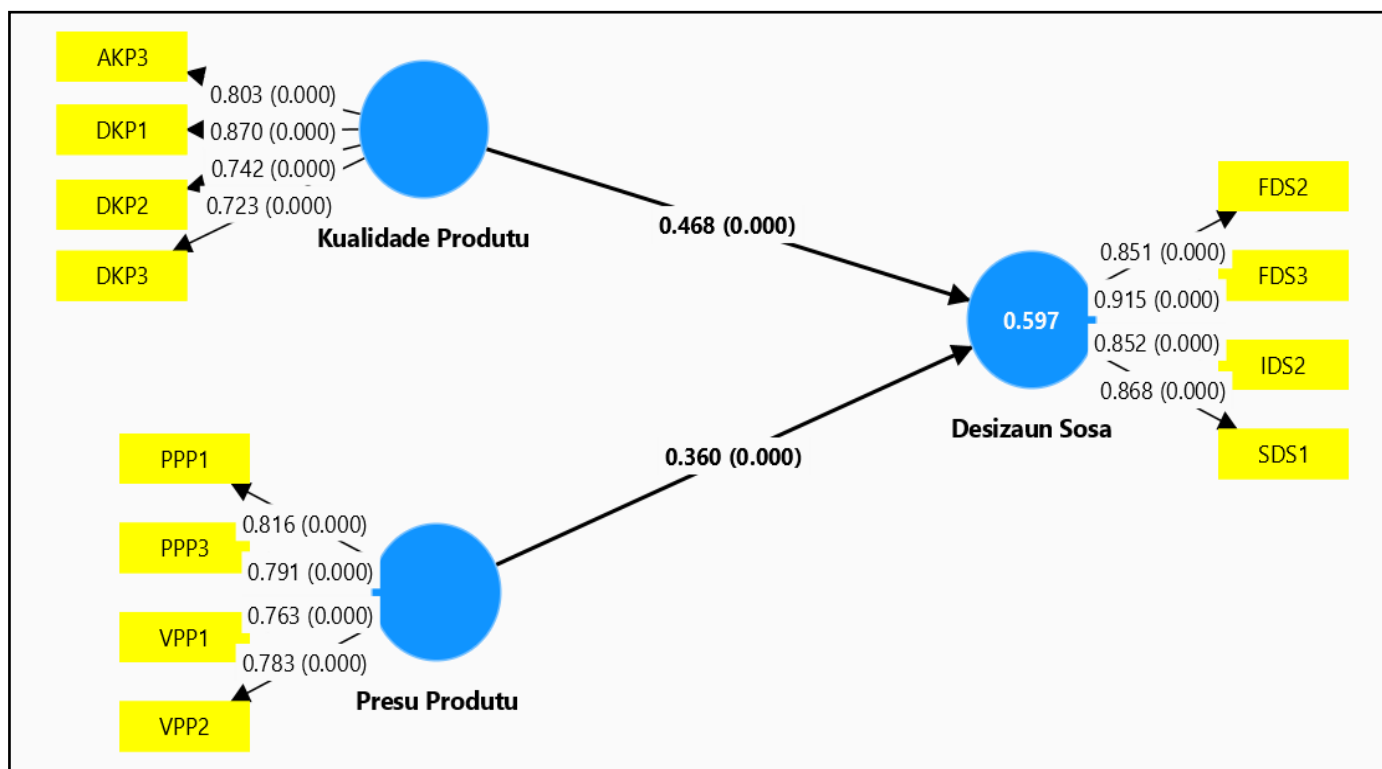 AKP3
0.803 (0.000)
DKP1
0.870 (0.000)
DKP2
0.742 (0.000)
DKP3
0.723 (0.000)
Kualidade Produtu
0.468 (0.000)
PPP1
0.816 (0.000)
PPP3
0.791 (0.000)
VPP1
0.763 (0.000)
VPP2
0.783 (0.000)
Presu Produtu
0.360 (0.000)
0.597
Desizaun Sosa
FDS2
0.851 (0.000)
FDS3
0.915 (0.000)
IDS2
0.852 (0.000)
SDS1
0.868 (0.000)